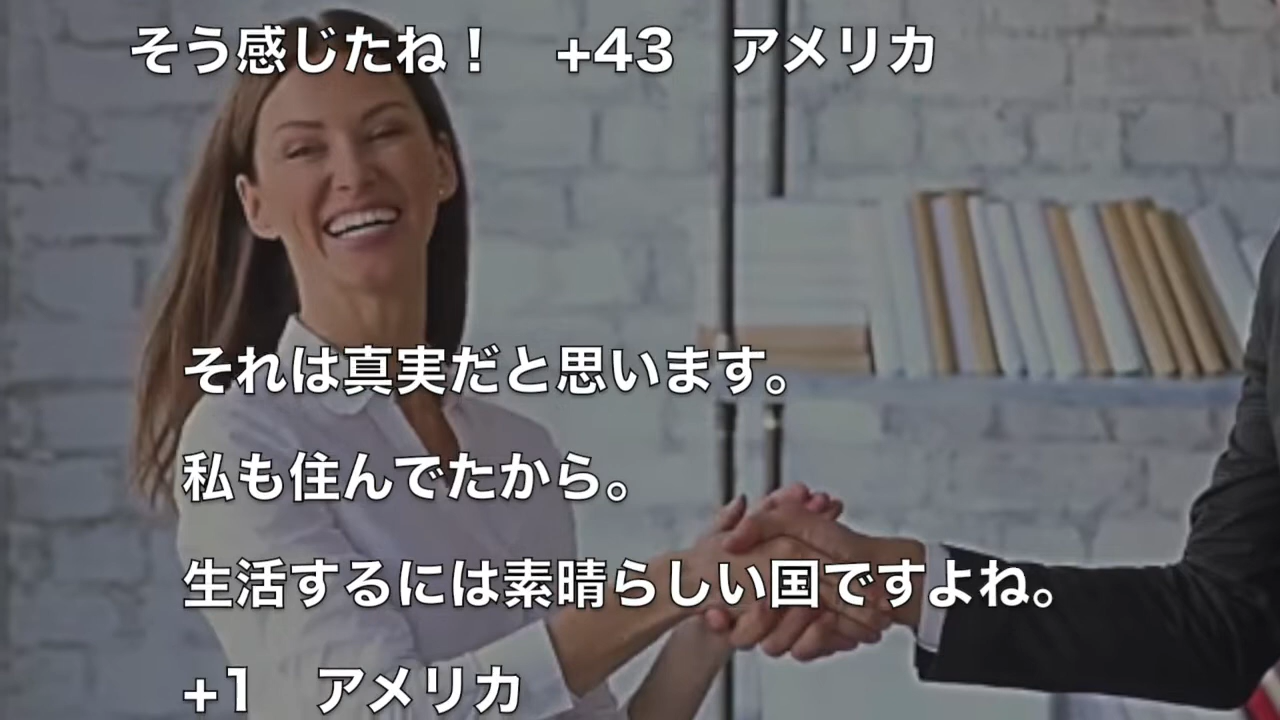 そう感じたね！　+43　アメリカ
それは真実だと思います。
私も住んでたから。
生活するには素晴らしい国ですよね。
+1　アメリカ